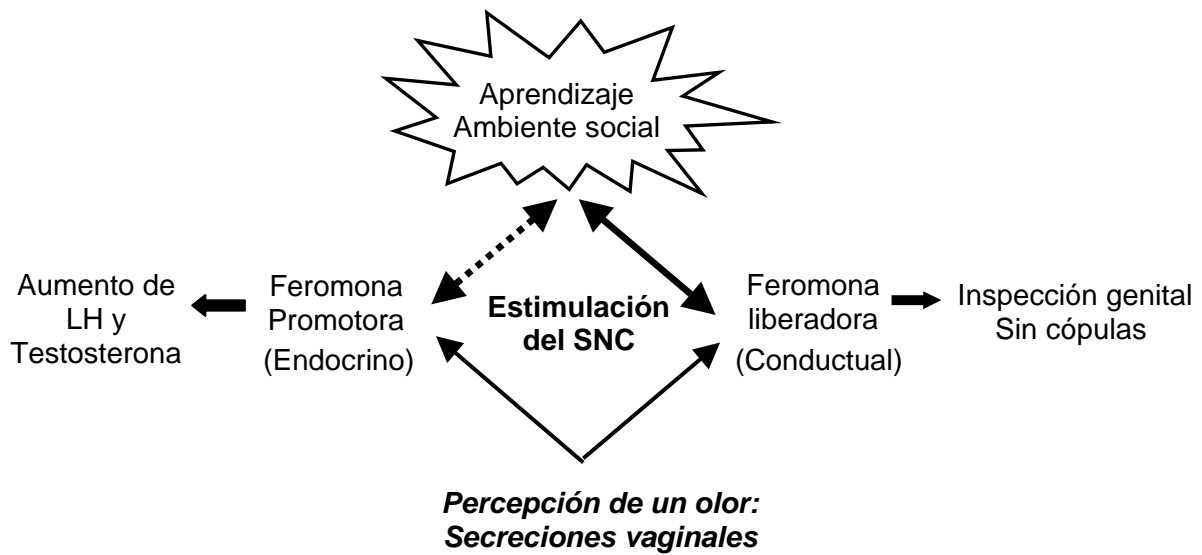 Aprendizaje
Ambiente social
Aumento de
LH y
Testosterona
Feromona
Promotora
(Endocrino)
Estimulación
del SNC
Feromona
liberadora
(Conductual)
Inspección genital
Sin cópulas
Percepción de un olor:
Secreciones vaginales